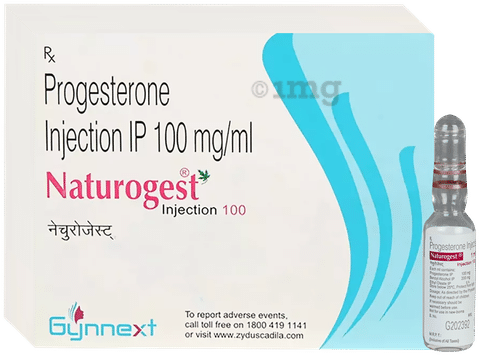 Rx
Progesterone
Injection IP 100 mg/ml
Naturogest®
Injection 100
नेचुरोजेस्ट्
©1mg
To report adverse events,
call toll free on 1800 419 1141
or visit www.zyduscadila.com
Gynnext
Progesterone
Naturogest
G202392